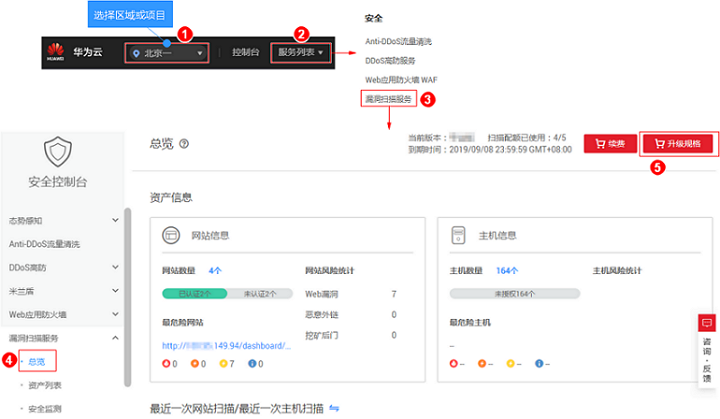 选择区域或项目
1
2
安全
HUAWEI
华为云
北京一
控制台
服务列表
Anti-DDoS流量清洗
DDoS高防服务
Web应用防火墙 WAF
漏洞扫描服务
3
总览
当前版本：
扫描配额已使用：4/5
到期时间：2019/09/08 23:59:59 GMT+08:00
续费
升级规格
5
安全控制台
态势感知
Anti-DDoS流量清洗
DDoS高防
米兰盾
Web应用防火墙
漏洞扫描服务
4
总览
资产列表
安全监测
资产信息
网站信息
网站数量 4个
网站风险统计
已认证2个
未认证2个
Web漏洞 7
恶意外链 0
挖矿后门 0
最危险网站
http://149.94/dashboard/...
0 0 7 0
主机信息
主机数量 164个
主机风险统计
未授权164个
最危险主机
--
-- -- -- --
咨询·反馈
最近一次网站扫描/最近一次主机扫描